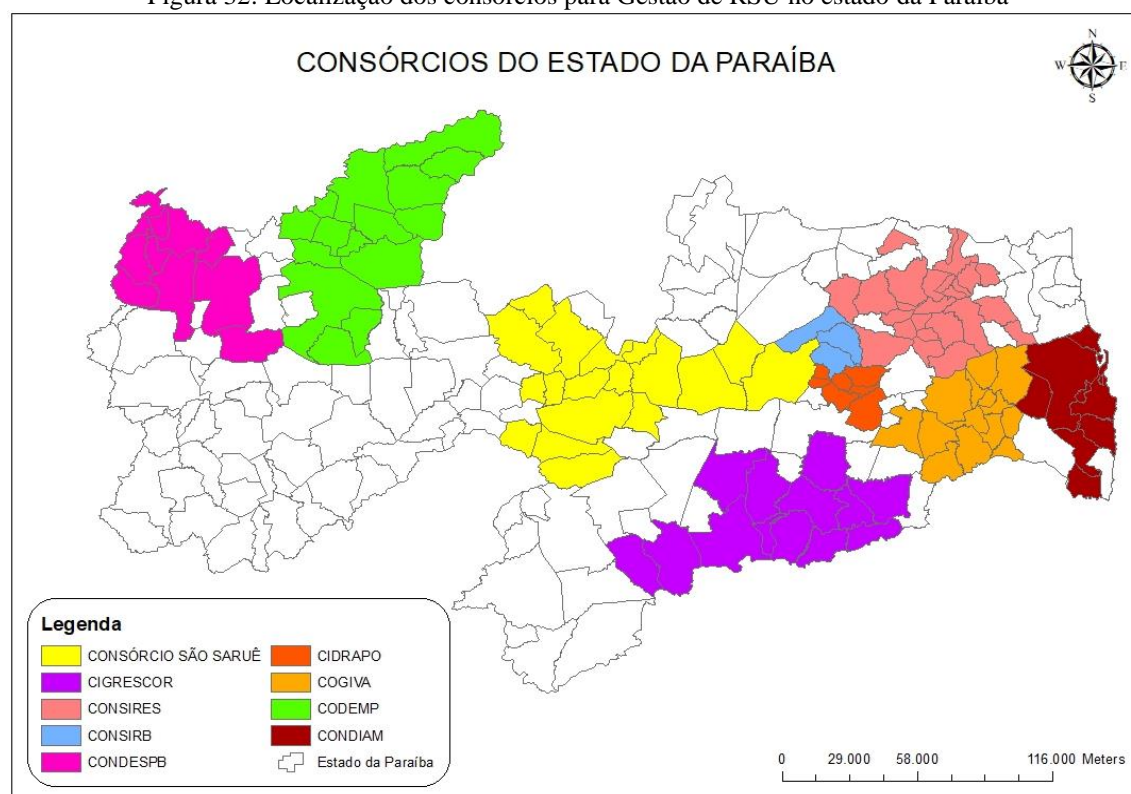 Figura 32: Localização dos consórcios para Gestão de RSU no estado da Paraíba
CONSÓRCIOS DO ESTADO DA PARAÍBA
N
W E
S
Legenda
CONSÓRCIO SÃO SARUÊ
CIGRESCOR
CONSIRES
CONSIRB
CONDESPB
CIDRAPO
COGIVA
CODEMP
CONDIAM
Estado da Paraíba
0 29.000 58.000 116.000 Meters